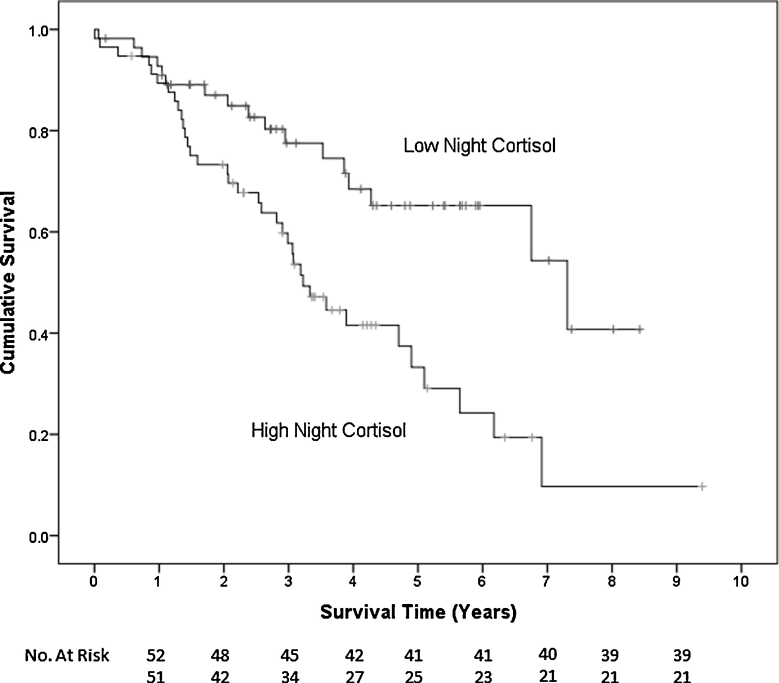 Cumulative Survival
1.0
0.8
0.6
0.4
0.2
0.0
Low Night Cortisol
High Night Cortisol
0 1 2 3 4 5 6 7 8 9 10
Survival Time (Years)
No. At Risk 52 48 45 42 41 41 40 39 39
51 42 34 27 25 23 21 21 21